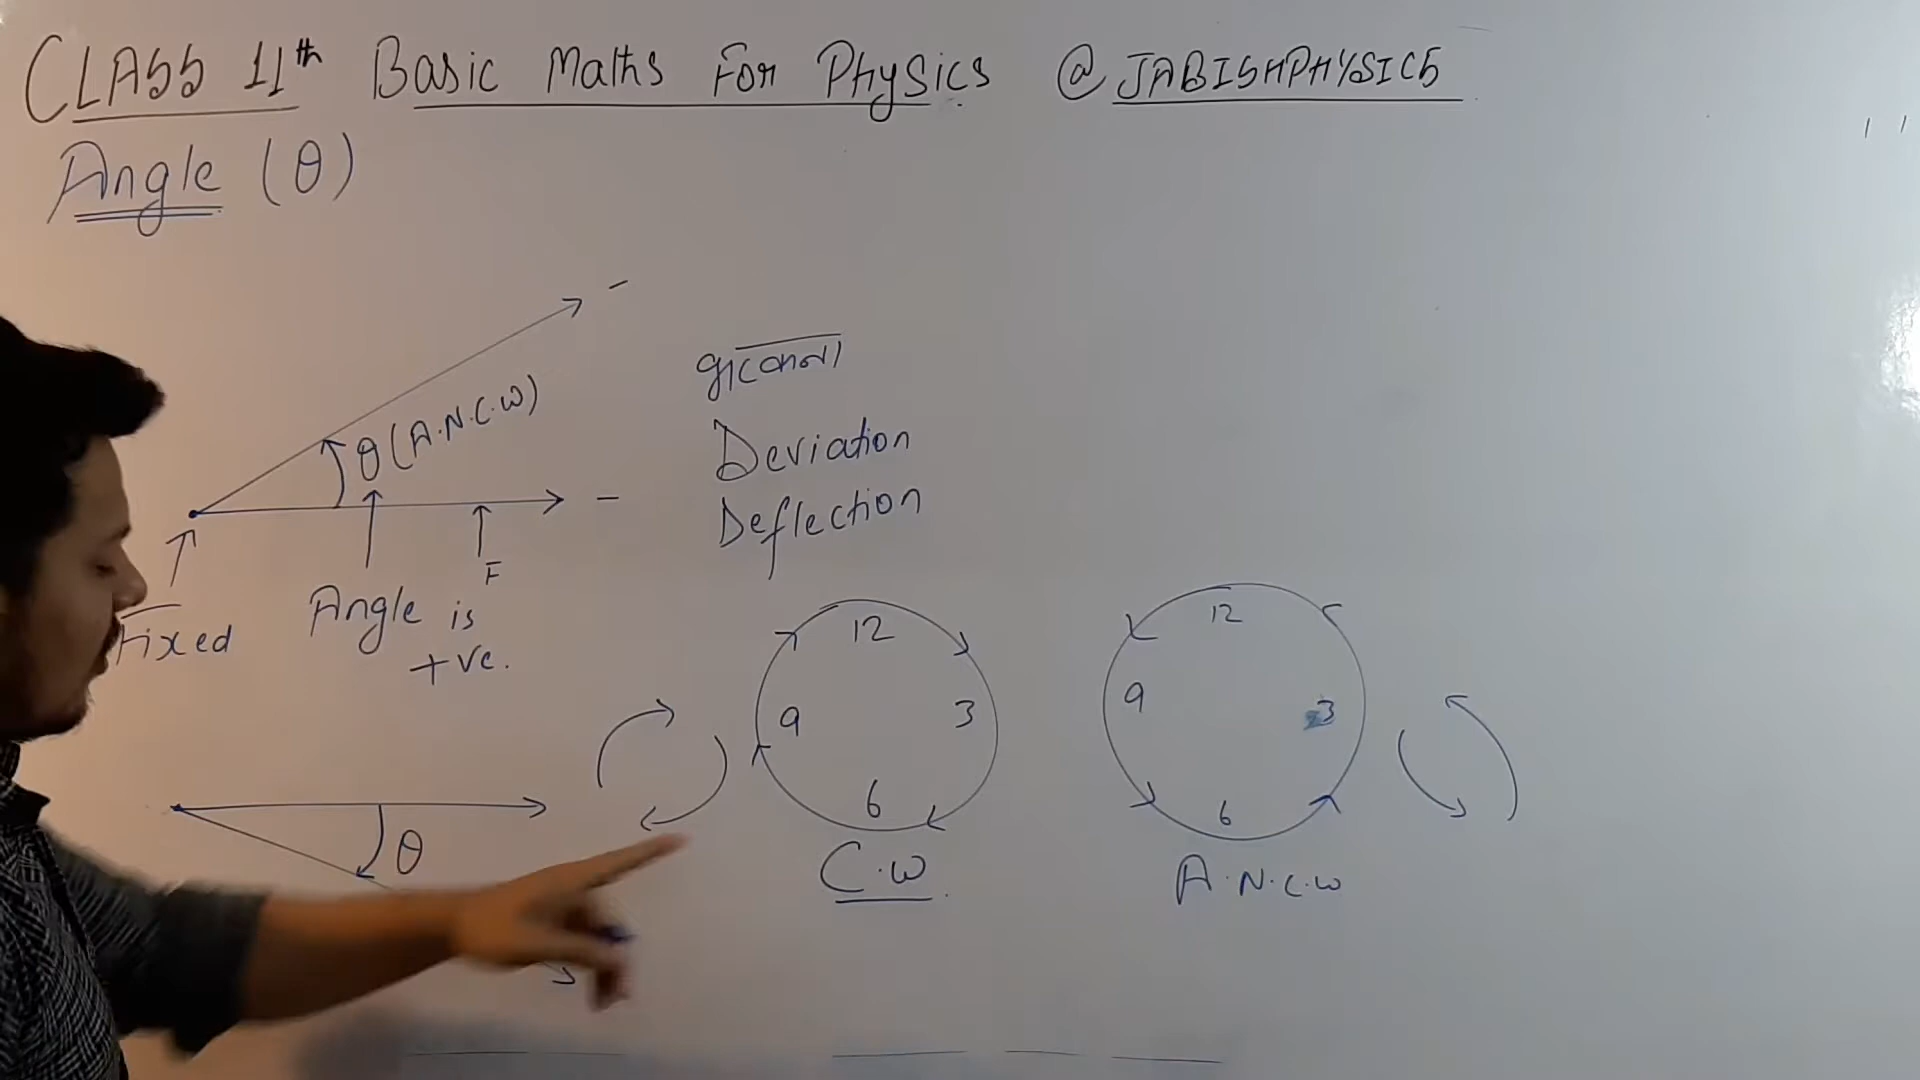 CLASS 11th Basic Maths For Physics @JABISHPHYSICS
Angle (θ)
θ (A.N.C.W)
Deviation
Deflection
F
Fixed
Angle is
+ve.
12
9 3
6
C.W
12
9 3
6
A.N.C.W
θ